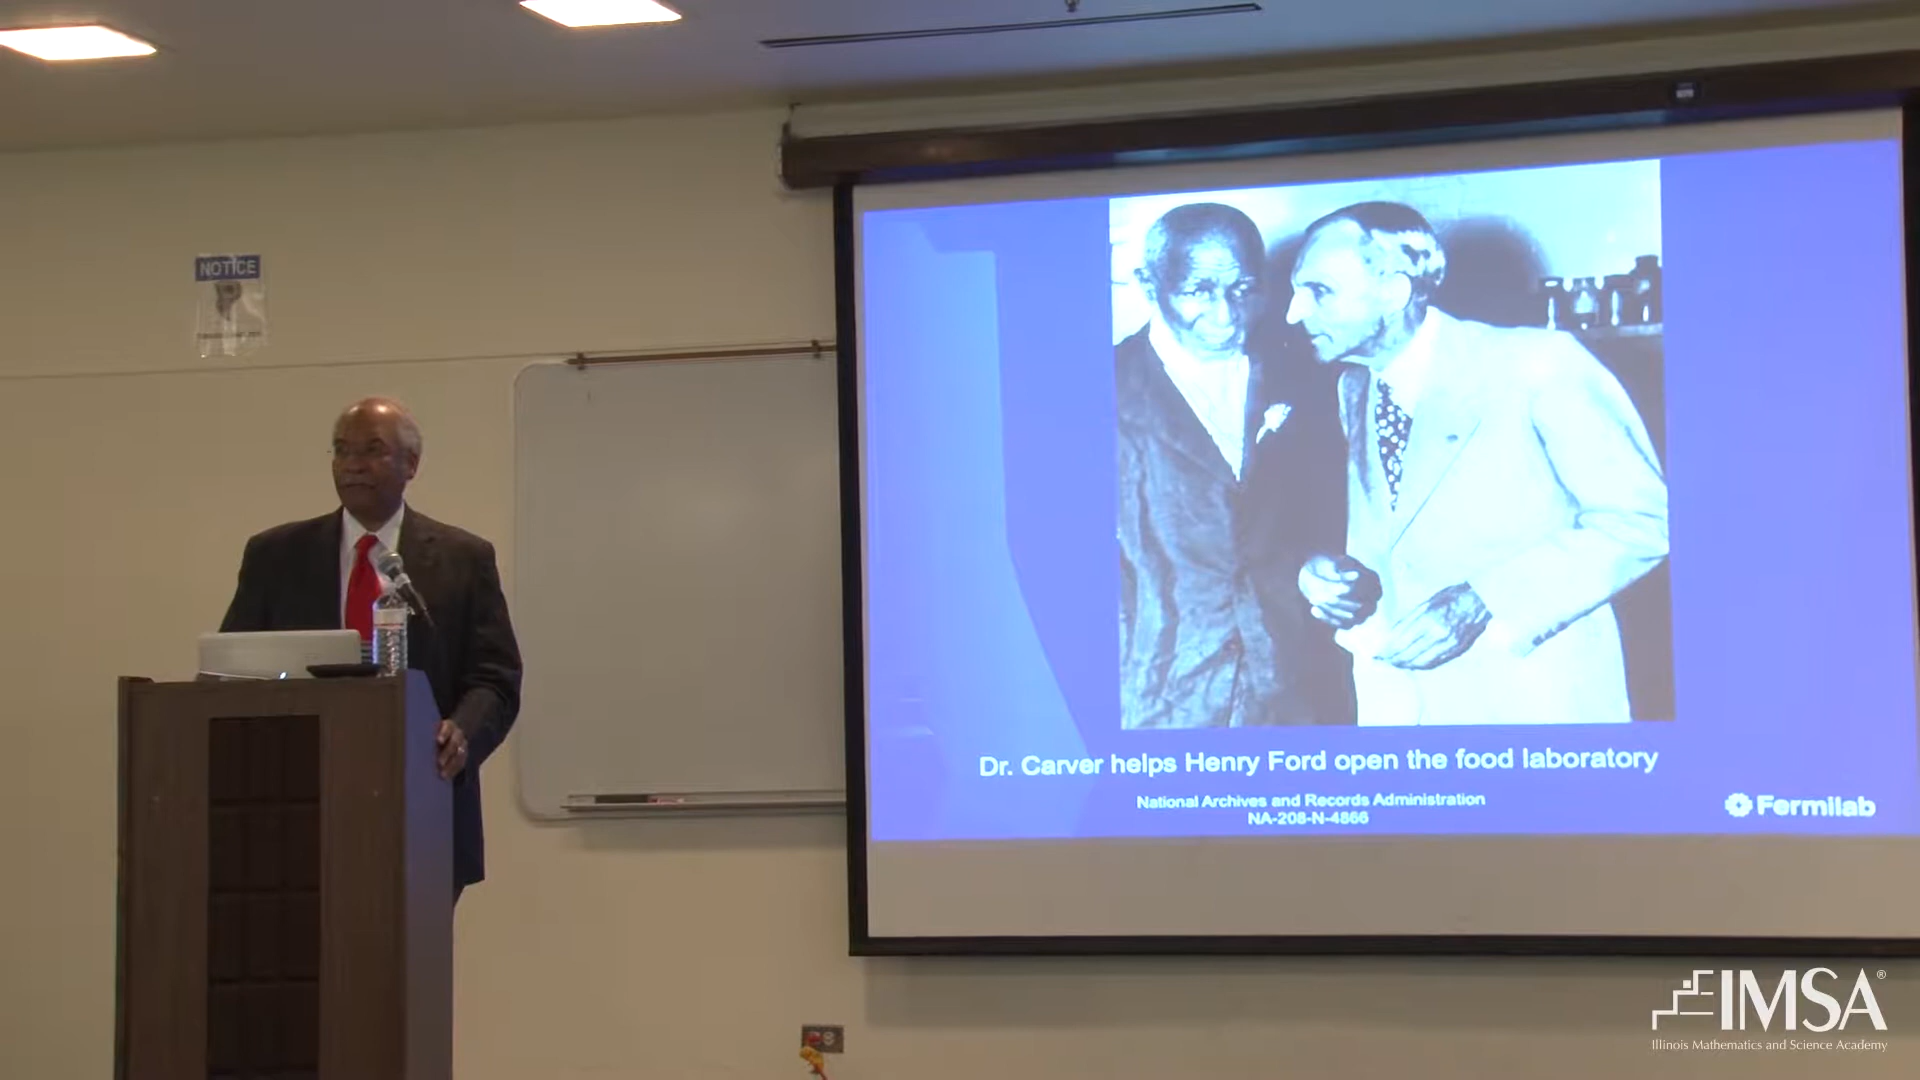 NOTICE
Dr. Carver helps Henry Ford open the food laboratory
National Archives and Records Administration
NA-208-N-4866
Fermilab
IMSA®
Illinois Mathematics and Science Academy